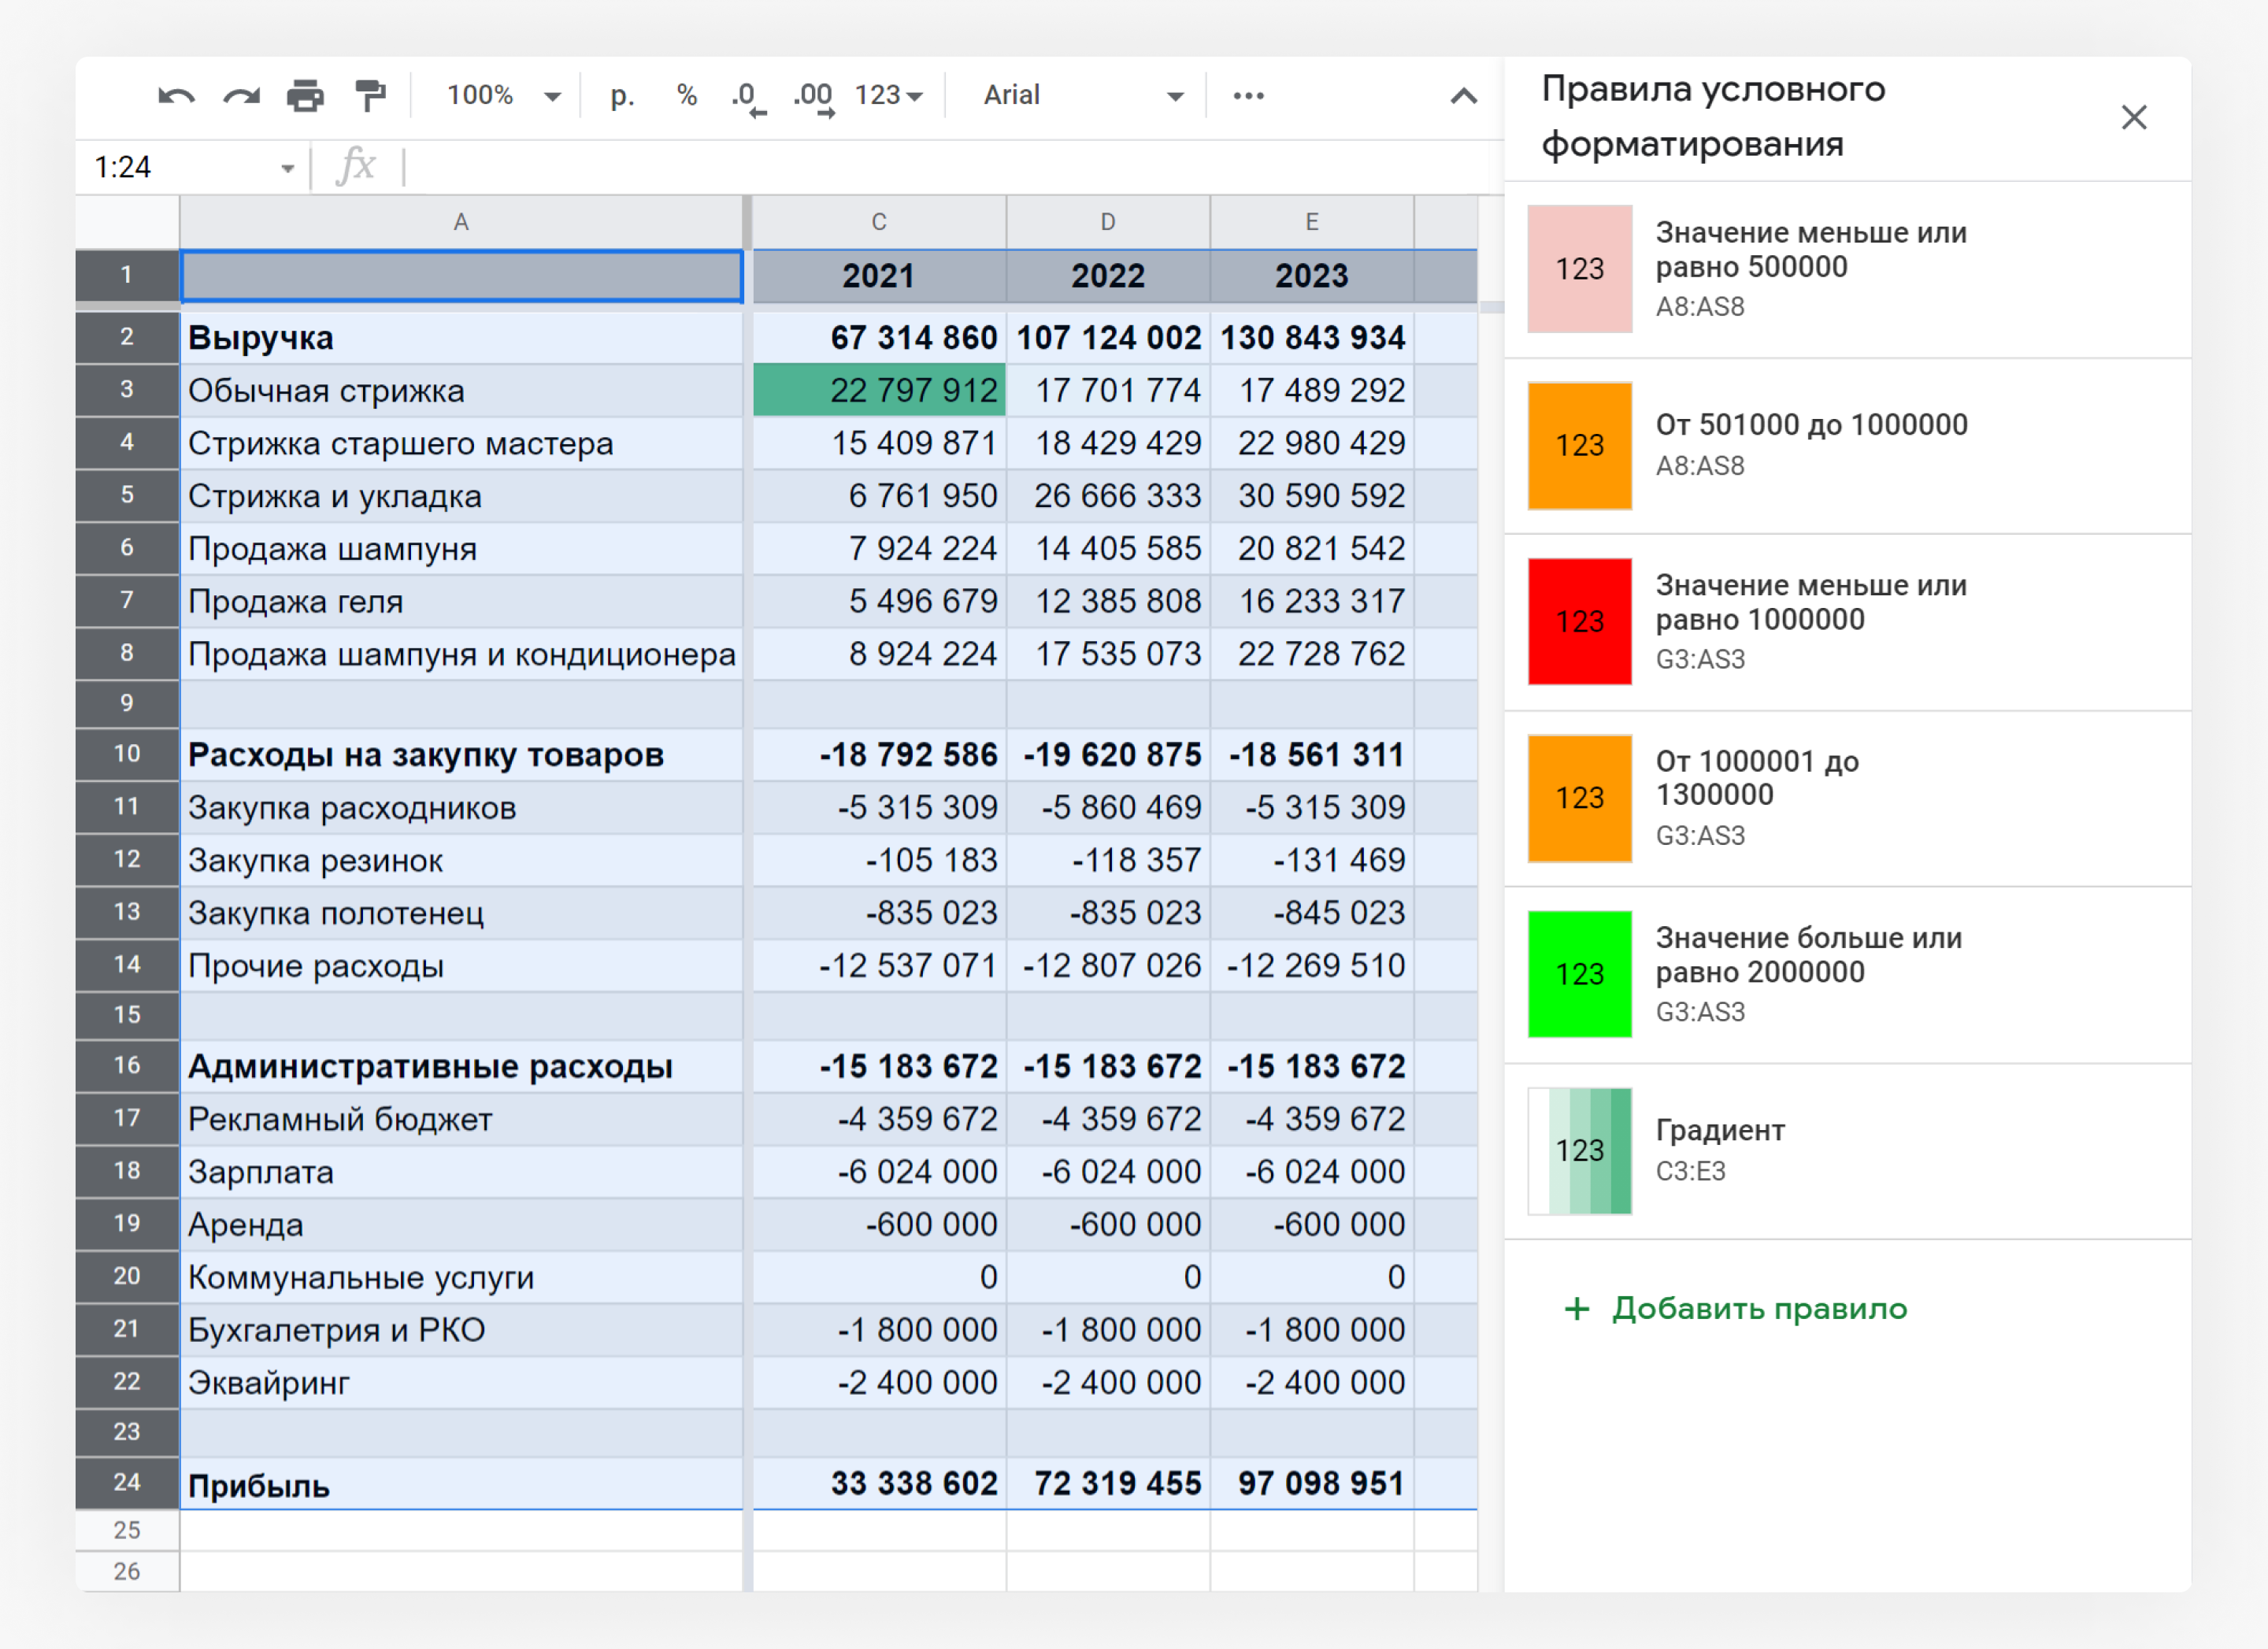 100% р. % .0 .00 123 Arial
1:24 fx
A C D E
1 2021 2022 2023
2 Выручка 67 314 860 107 124 002 130 843 934
3 Обычная стрижка 22 797 912 17 701 774 17 489 292
4 Стрижка старшего мастера 15 409 871 18 429 429 22 980 429
5 Стрижка и укладка 6 761 950 26 666 333 30 590 592
6 Продажа шампуня 7 924 224 14 405 585 20 821 542
7 Продажа геля 5 496 679 12 385 808 16 233 317
8 Продажа шампуня и кондиционера 8 924 224 17 535 073 22 728 762
9
10 Расходы на закупку товаров -18 792 586 -19 620 875 -18 561 311
11 Закупка расходников -5 315 309 -5 860 469 -5 315 309
12 Закупка резинок -105 183 -118 357 -131 469
13 Закупка полотенец -835 023 -835 023 -845 023
14 Прочие расходы -12 537 071 -12 807 026 -12 269 510
15
16 Административные расходы -15 183 672 -15 183 672 -15 183 672
17 Рекламный бюджет -4 359 672 -4 359 672 -4 359 672
18 Зарплата -6 024 000 -6 024 000 -6 024 000
19 Аренда -600 000 -600 000 -600 000
20 Коммунальные услуги 0 0 0
21 Бухгалетрия и РКО -1 800 000 -1 800 000 -1 800 000
22 Эквайринг -2 400 000 -2 400 000 -2 400 000
23
24 Прибыль 33 338 602 72 319 455 97 098 951
25
26
Правила условного
форматирования
123
Значение меньше или
равно 500000
A8:AS8
123
От 501000 до 1000000
A8:AS8
123
Значение меньше или
равно 1000000
G3:AS3
123
От 1000001 до
1300000
G3:AS3
123
Значение больше или
равно 2000000
G3:AS3
123
Градиент
C3:E3
+ Добавить правило